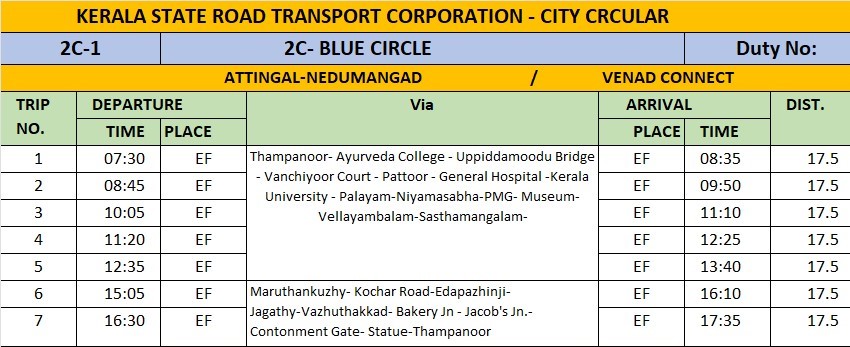 KERALA STATE ROAD TRANSPORT CORPORATION - CITY CRCULAR
2C-1 2C- BLUE CIRCLE Duty No:
ATTINGAL-NEDUMANGAD / VENAD CONNECT
TRIP NO. DEPARTURE Via ARRIVAL DIST.
TIME PLACE PLACE TIME
1 07:30 EF Thampanoor- Ayurveda College - Uppiddamoodu Bridge EF 08:35 17.5
2 08:45 EF - Vanchiyoor Court - Pattoor - General Hospital -Kerala EF 09:50 17.5
3 10:05 EF University - Palayam-Niyamasabha-PMG- Museum- EF 11:10 17.5
4 11:20 EF Vellayambalam-Sasthamangalam- EF 12:25 17.5
5 12:35 EF EF 13:40 17.5
6 15:05 EF Maruthankuzhy- Kochar Road-Edapazhinji- EF 16:10 17.5
7 16:30 EF Jagathy-Vazhuthakkad- Bakery Jn - Jacob's Jn.- EF 17:35 17.5
Contonment Gate- Statue-Thampanoor